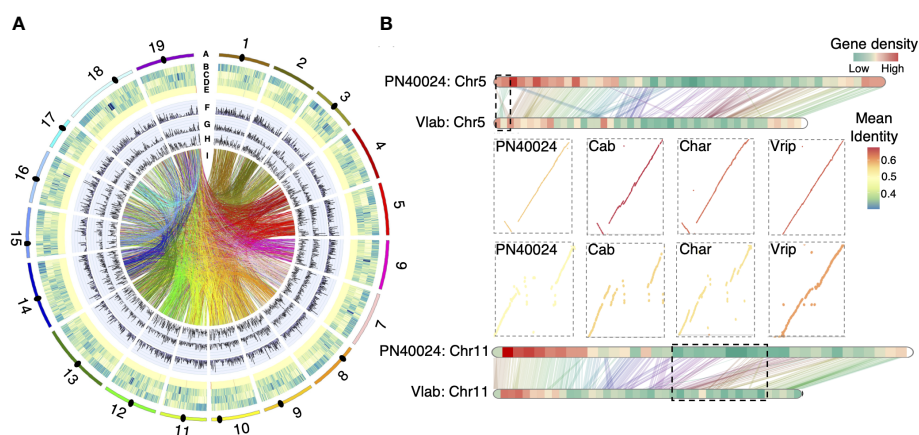 A
B
1
2
3
4
5
6
7
8
9
10
11
12
13
14
15
16
17
18
19
A
B
C
D
E
F
G
H
I
Gene density
Low High
PN40024: Chr5
Vlab: Chr5
Mean
Identity
0.6
0.5
0.4
PN40024 Cab Char Vrip
PN40024 Cab Char Vrip
PN40024: Chr11
Vlab: Chr11